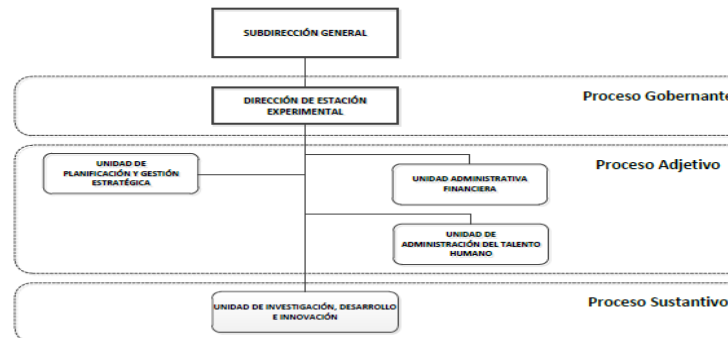 SUBDIRECCIÓN GENERAL
Proceso Gobernante
DIRECCIÓN DE ESTACIÓN
EXPERIMENTAL
Proceso Adjetivo
UNIDAD DE
PLANIFICACIÓN Y GESTIÓN
ESTRATÉGICA
UNIDAD ADMINISTRATIVA
FINANCIERA
UNIDAD DE
ADMINISTRACIÓN DEL TALENTO
HUMANO
Proceso Sustantivo
UNIDAD DE INVESTIGACIÓN, DESARROLLO
E INNOVACIÓN